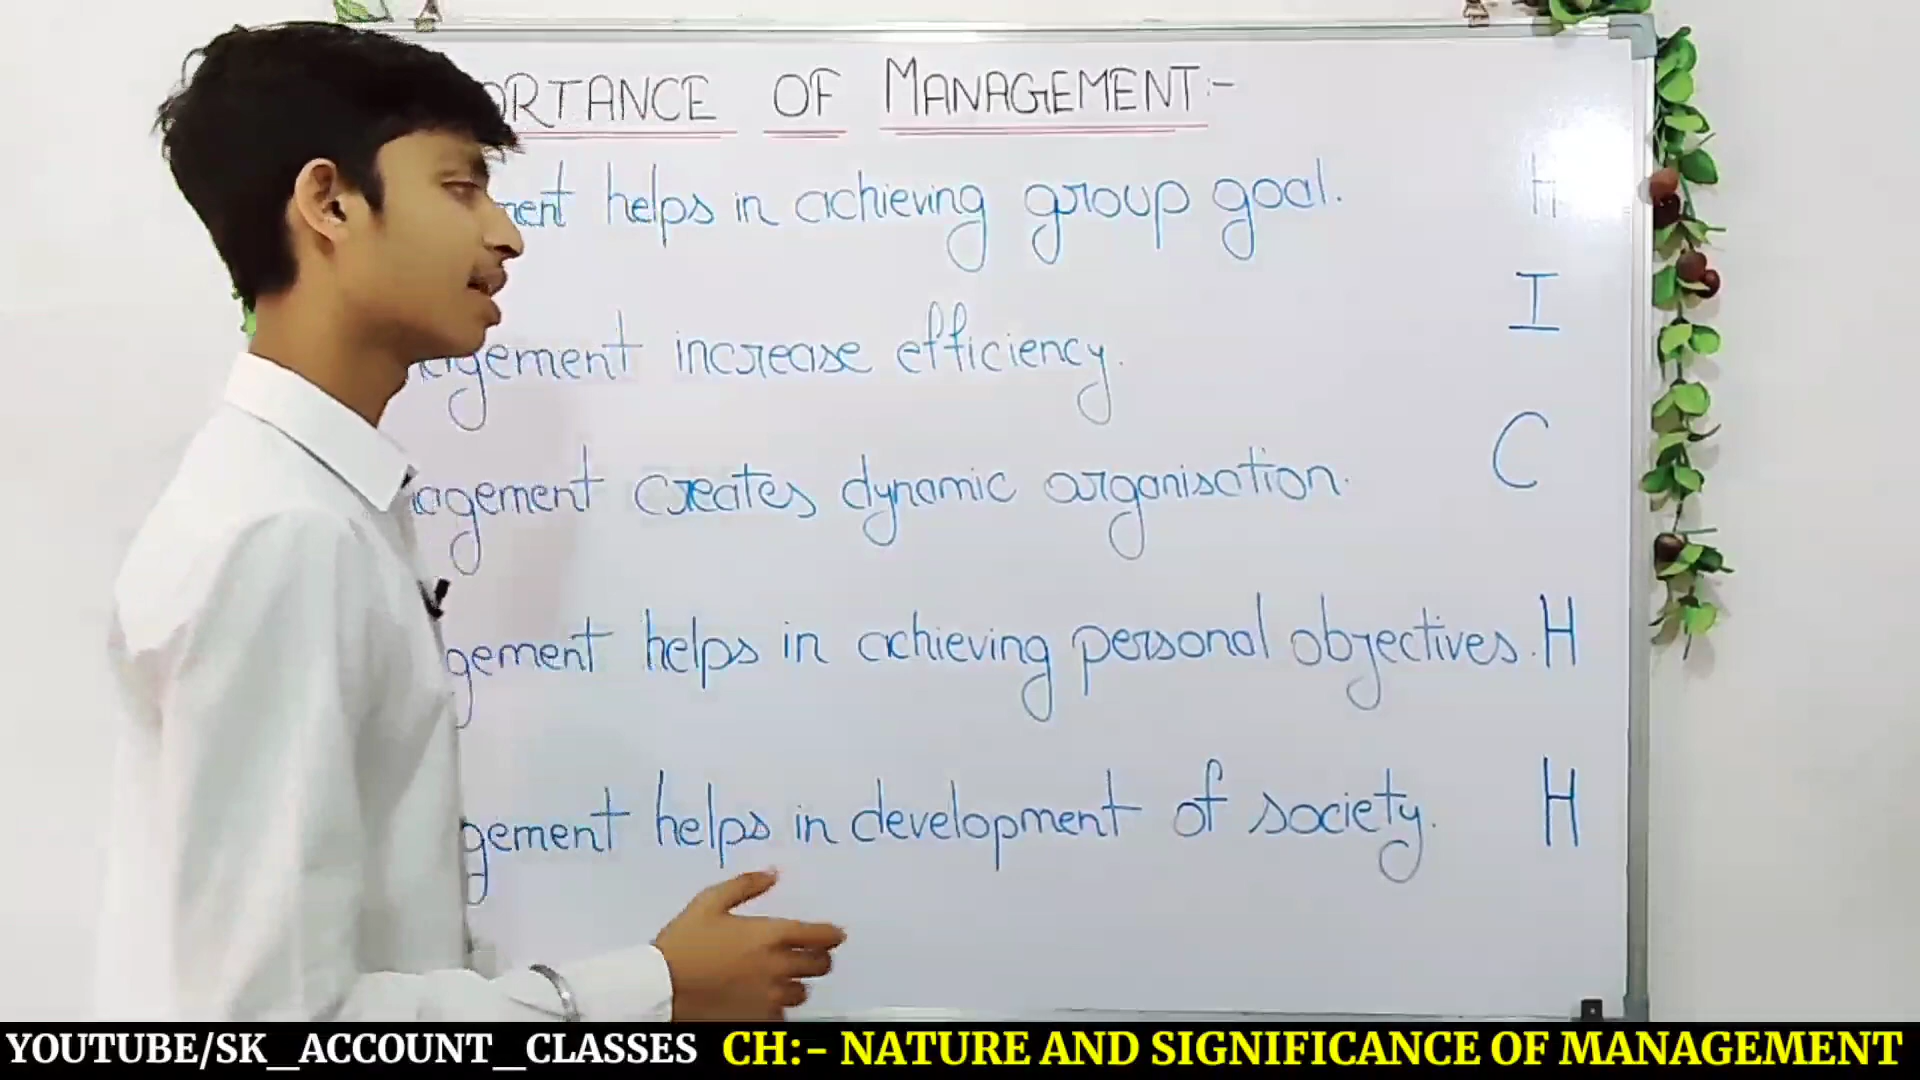 ORTANCE OF MANAGEMENT:-
ment helps in achieving group goal. H
I
agement increase efficiency.
C
nagement creates dynamic organisation.
gement helps in achieving personal objectives. H
gement helps in development of society. H
YOUTUBE/SK_ACCOUNT_CLASSES CH:- NATURE AND SIGNIFICANCE OF MANAGEMENT